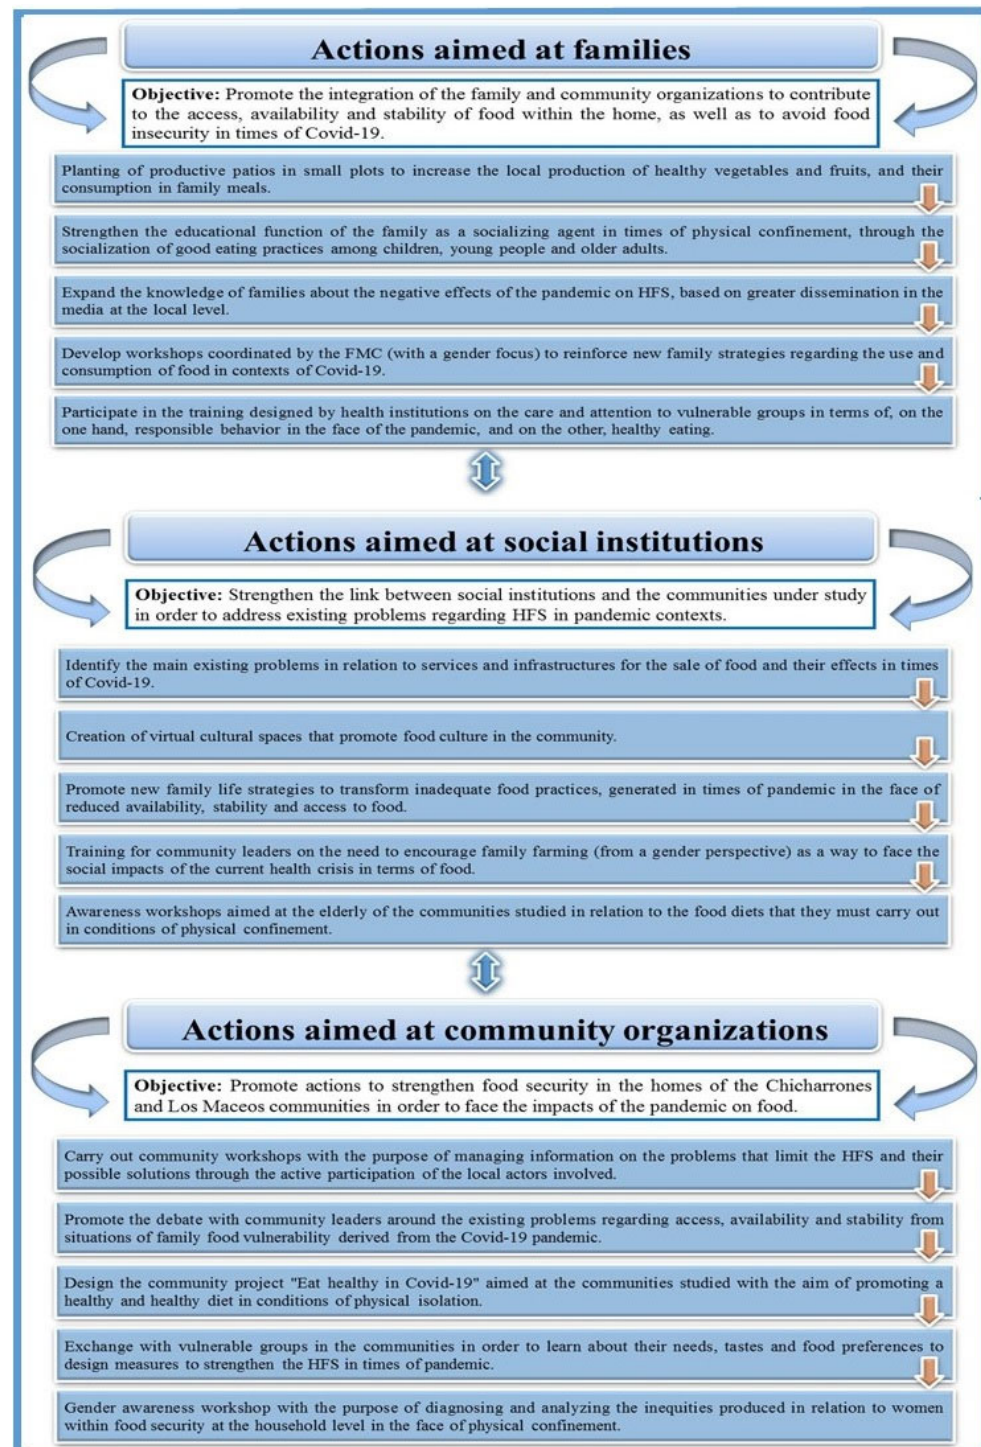 Actions aimed at families
Objective: Promote the integration of the family and community organizations to contribute
to the access, availability and stability of food within the home, as well as to avoid food
insecurity in times of Covid-19.
Planting of productive patios in small plots to increase the local production of healthy vegetables and fruits, and their
consumption in family meals.
Strengthen the educational function of the family as a socializing agent in times of physical confinement, through the
socialization of good eating practices among children, young people and older adults.
Expand the knowledge of families about the negative effects of the pandemic on HFS, based on greater dissemination in the
media at the local level.
Develop workshops coordinated by the FMC (with a gender focus) to reinforce new family strategies regarding the use and
consumption of food in contexts of Covid-19.
Participate in the training designed by health institutions on the care and attention to vulnerable groups in terms of, on the
one hand, responsible behavior in the face of the pandemic, and on the other, healthy eating.
Actions aimed at social institutions
Objective: Strengthen the link between social institutions and the communities under study
in order to address existing problems regarding HFS in pandemic contexts.
Identify the main existing problems in relation to services and infrastructures for the sale of food and their effects in times
of Covid-19.
Creation of virtual cultural spaces that promote food culture in the community.
Promote new family life strategies to transform inadequate food practices, generated in times of pandemic in the face of
reduced availability, stability and access to food.
Training for community leaders on the need to encourage family farming (from a gender perspective) as a way to face the
social impacts of the current health crisis in terms of food.
Awareness workshops aimed at the elderly of the communities studied in relation to the food diets that they must carry out
in conditions of physical confinement.
Actions aimed at community organizations
Objective: Promote actions to strengthen food security in the homes of the Chicharrones
and Los Maceos communities in order to face the impacts of the pandemic on food.
Carry out community workshops with the purpose of managing information on the problems that limit the HFS and their
possible solutions through the active participation of the local actors involved.
Promote the debate with community leaders around the existing problems regarding access, availability and stability from
situations of family food vulnerability derived from the Covid-19 pandemic.
Design the community project "Eat healthy in Covid-19" aimed at the communities studied with the aim of promoting a
healthy and healthy diet in conditions of physical isolation.
Exchange with vulnerable groups in the communities in order to learn about their needs, tastes and food preferences to
design measures to strengthen the HFS in times of pandemic.
Gender awareness workshop with the purpose of diagnosing and analyzing the inequities produced in relation to women
within food security at the household level in the face of physical confinement.